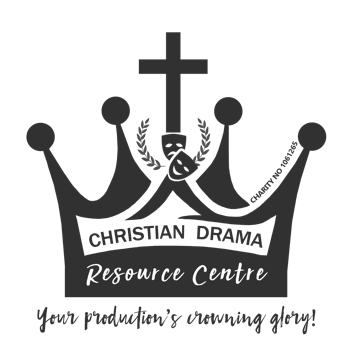 CHARITY NO 1061265
CHRISTIAN DRAMA
Resource Centre
Your production's crowning glory!